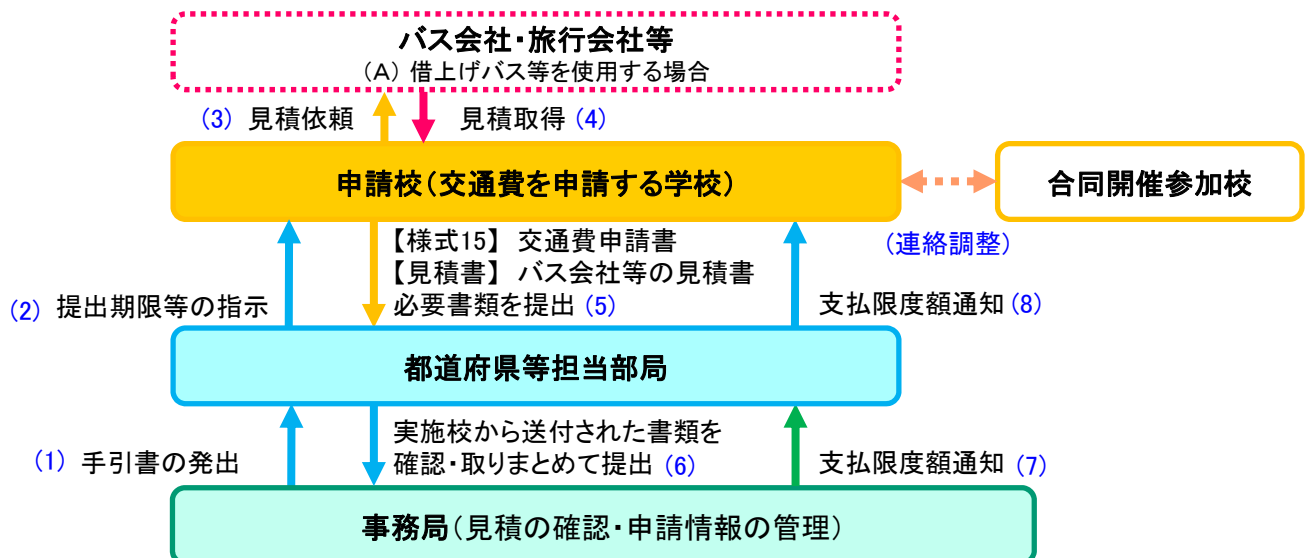 バス会社・旅行会社等
(A) 借上げバス等を使用する場合
(3) 見積依頼
見積取得 (4)
申請校(交通費を申請する学校)
合同開催参加校
(連絡調整)
【様式15】 交通費申請書
【見積書】 バス会社等の見積書
必要書類を提出 (5)
(2) 提出期限等の指示
支払限度額通知 (8)
都道府県等担当部局
(1) 手引書の発出
実施校から送付された書類を
確認・取りまとめて提出 (6)
支払限度額通知 (7)
事務局(見積の確認・申請情報の管理)